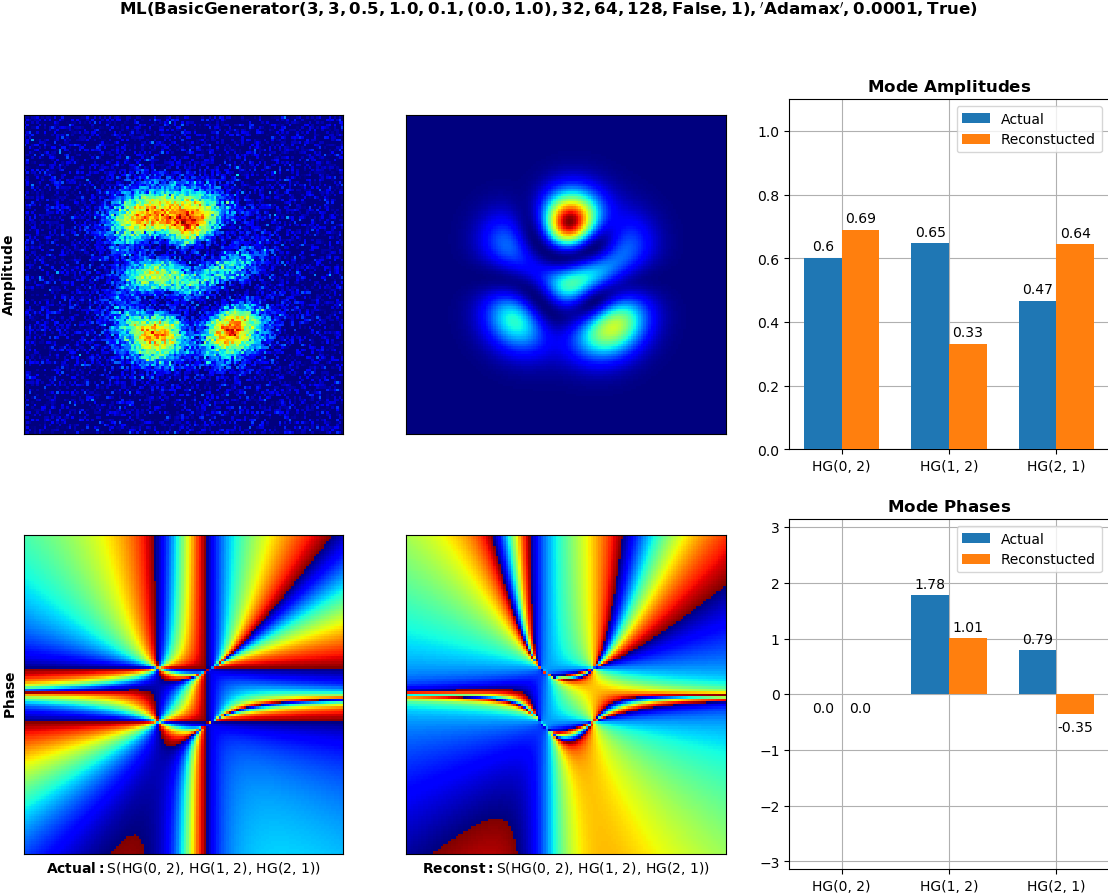 ML(BasicGenerator(3, 3, 0.5, 1.0, 0.1, (0.0, 1.0), 32, 64, 128, False, 1), 'Adamax', 0.0001, True)
Amplitude
Mode Amplitudes
Actual
Reconstucted
1.0
0.8
0.6
0.4
0.2
0.0
0.6
0.69
0.65
0.33
0.47
0.64
HG(0, 2)
HG(1, 2)
HG(2, 1)
Phase
Actual: S(HG(0, 2), HG(1, 2), HG(2, 1))
Reconst: S(HG(0, 2), HG(1, 2), HG(2, 1))
Mode Phases
Actual
Reconstucted
3
2
1
0
−1
−2
−3
0.0
0.0
1.78
1.01
0.79
-0.35
HG(0, 2)
HG(1, 2)
HG(2, 1)